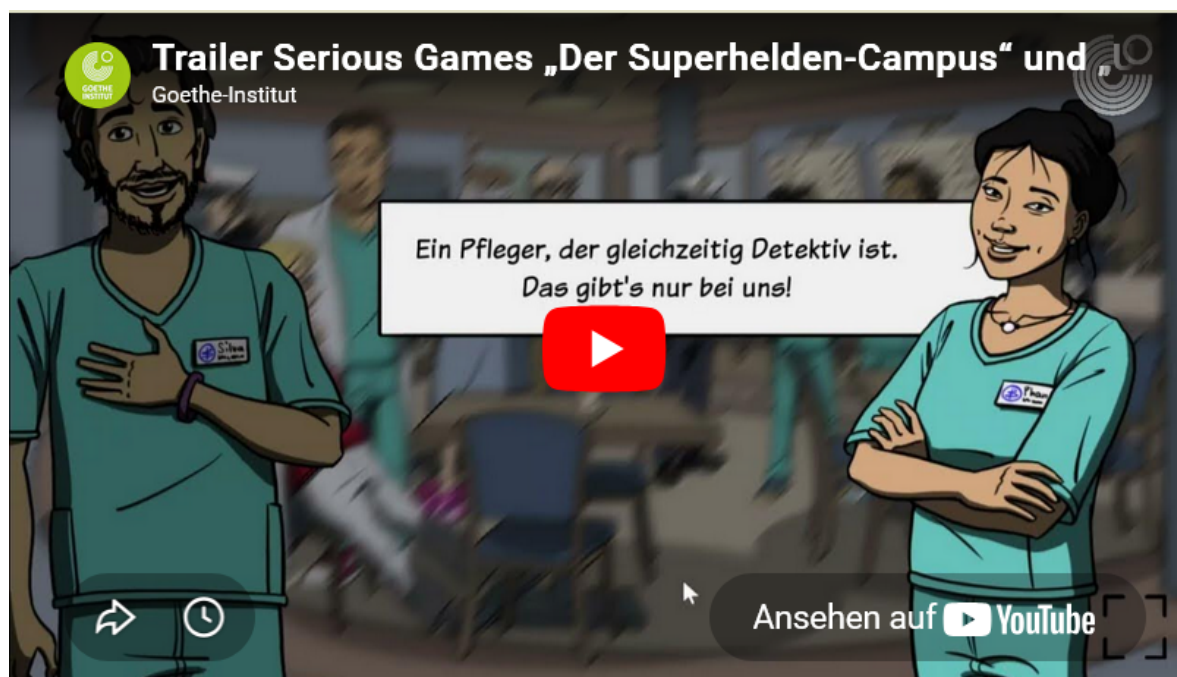 Trailer Serious Games „Der Superhelden-Campus“ und „
Goethe-Institut
GOETHE
INSTITUT
Ein Pfleger, der gleichzeitig Detektiv ist.
Das gibt's nur bei uns!
Silva
Phan
Ansehen auf YouTube